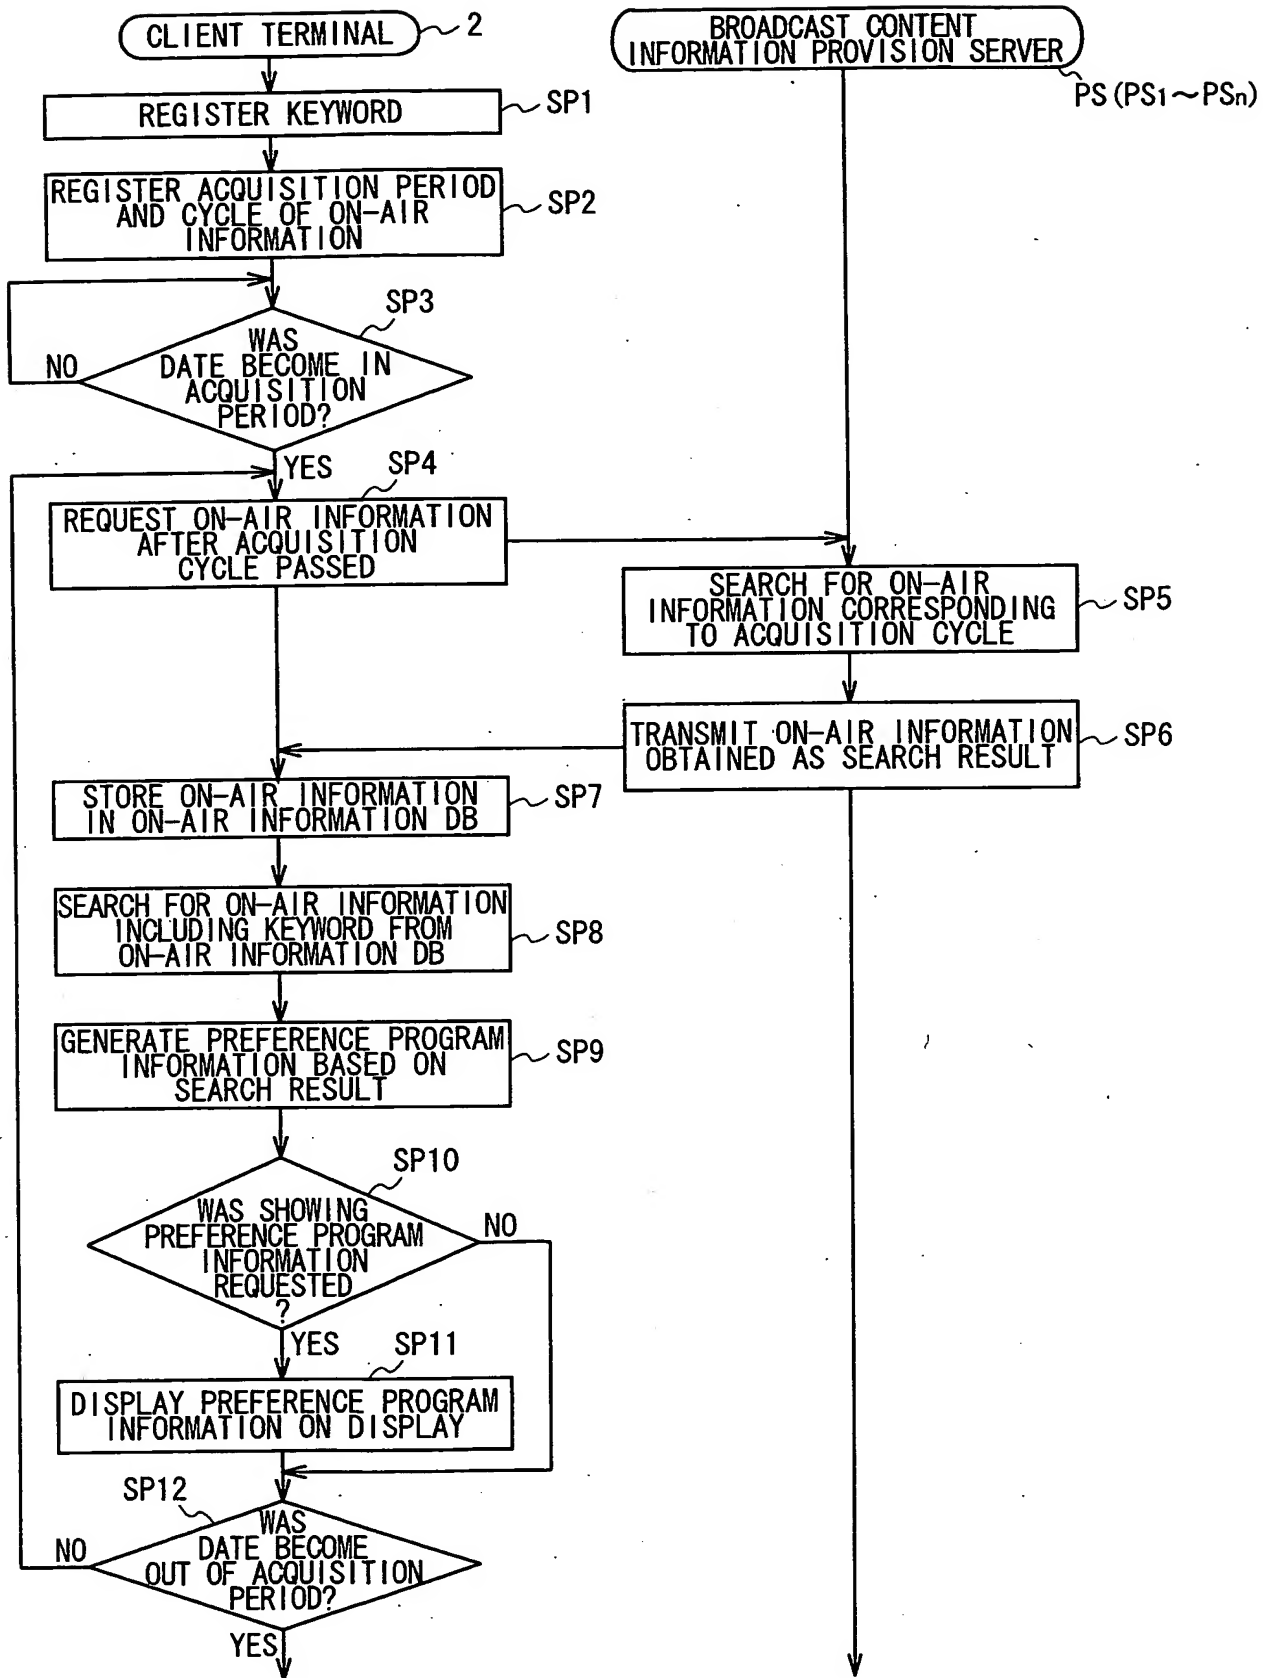 CLIENT TERMINAL
2
BROADCAST CONTENT
INFORMATION PROVISION SERVER
PS (PS1～PSn)
REGISTER KEYWORD
SP1
REGISTER ACQUISITION PERIOD
AND CYCLE OF ON-AIR
INFORMATION
SP2
SP3
WAS
DATE BECOME IN
ACQUISITION
PERIOD?
NO
YES
SP4
REQUEST ON-AIR INFORMATION
AFTER ACQUISITION
CYCLE PASSED
SEARCH FOR ON-AIR
INFORMATION CORRESPONDING
TO ACQUISITION CYCLE
SP5
TRANSMIT ON-AIR INFORMATION
OBTAINED AS SEARCH RESULT
SP6
STORE ON-AIR INFORMATION
IN ON-AIR INFORMATION DB
SP7
SEARCH FOR ON-AIR INFORMATION
INCLUDING KEYWORD FROM
ON-AIR INFORMATION DB
SP8
GENERATE PREFERENCE PROGRAM
INFORMATION BASED ON
SEARCH RESULT
SP9
SP10
WAS SHOWING
PREFERENCE PROGRAM
INFORMATION
REQUESTED
?
NO
YES
SP11
DISPLAY PREFERENCE PROGRAM
INFORMATION ON DISPLAY
SP12
WAS
DATE BECOME
OUT OF ACQUISITION
PERIOD?
NO
YES